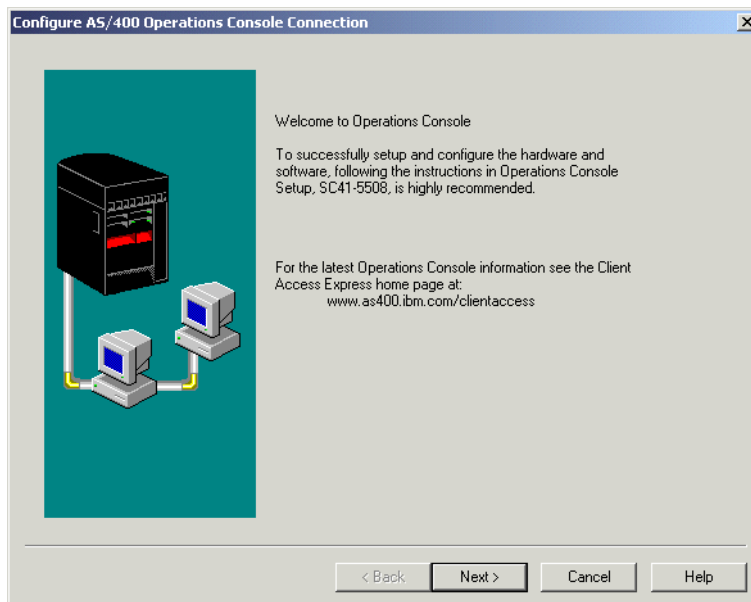 Configure AS/400 Operations Console Connection
Welcome to Operations Console
To successfully setup and configure the hardware and
software, following the instructions in Operations Console
Setup, SC41-5508, is highly recommended.
For the latest Operations Console information see the Client
Access Express home page at:
www.as400.ibm.com/clientaccess
< Back
Next >
Cancel
Help